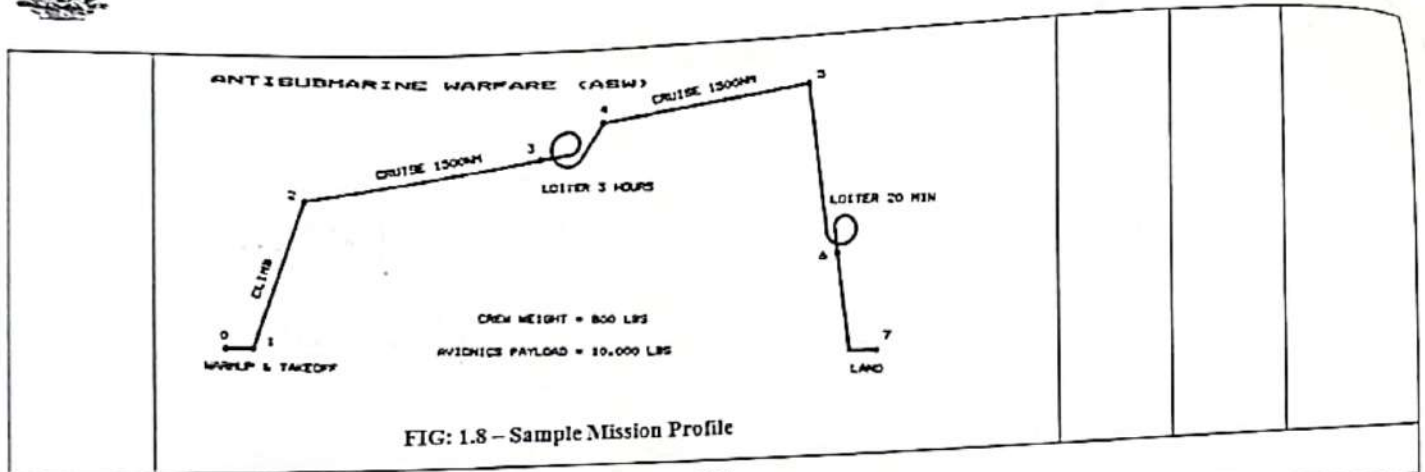 ANTISUBMARINE WARFARE (ASW)
CRUISE 1500NM
5
4
CRUISE 1500NM
3
LOITER 3 HOURS
2
LOITER 20 MIN
CLIMB
6
CREW WEIGHT = 800 LBS
0
1
7
AVIONICS PAYLOAD = 10,000 LBS
WARMUP & TAKEOFF
LAND
FIG: 1.8 – Sample Mission Profile